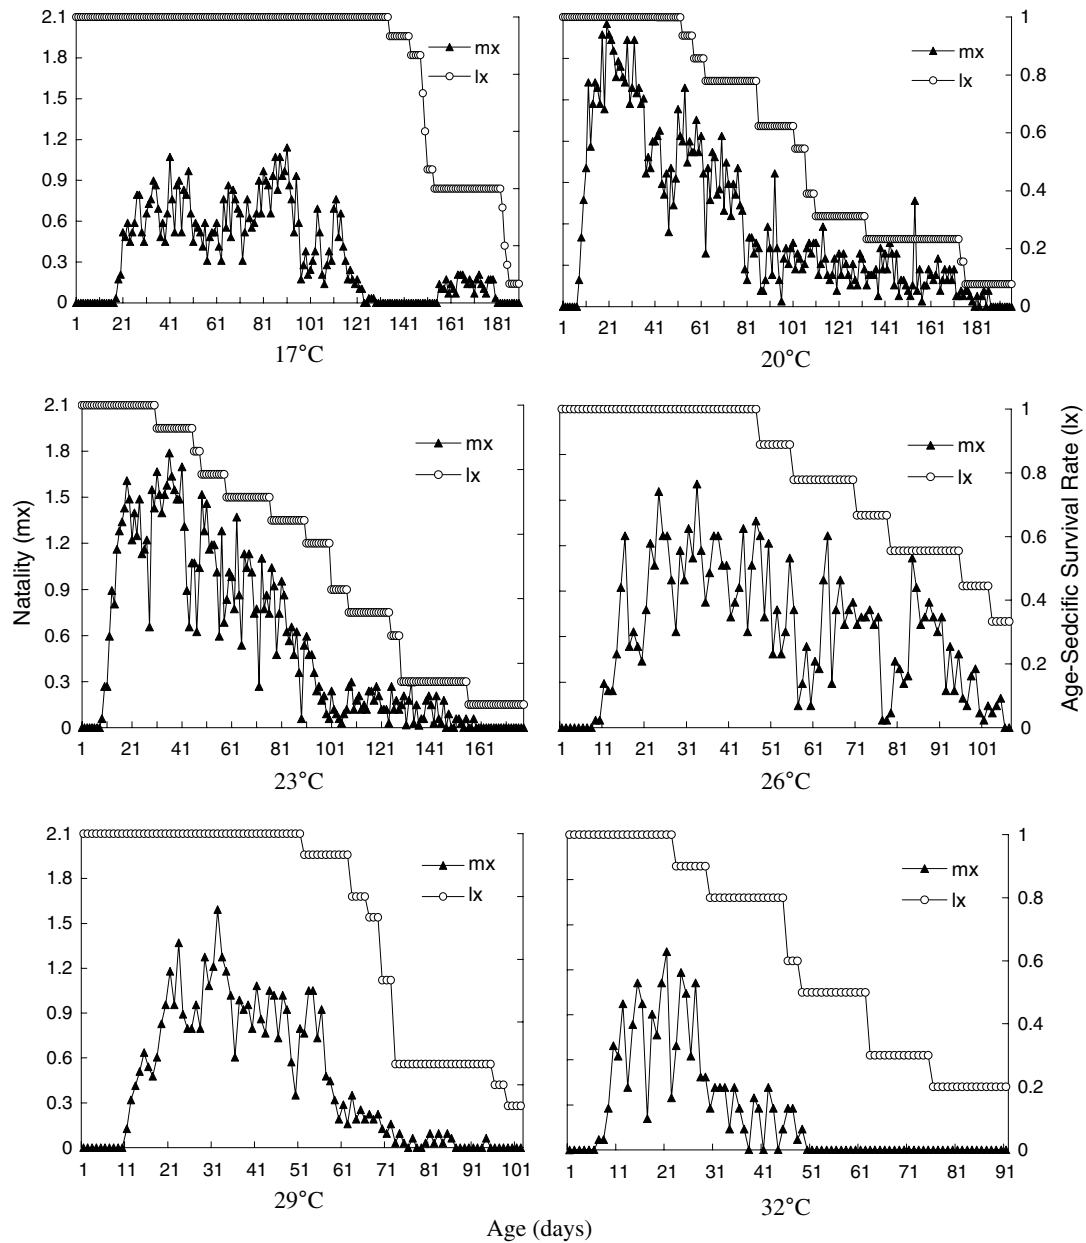 2.1
1.8
1.5
1.2
0.9
0.6
0.3
0
mx
lx
1 21 41 61 81 101 121 141 161 181
17°C
1
0.8
0.6
0.4
0.2
0
mx
lx
1 21 41 61 81 101 121 141 161 181
20°C
Natality (mx)
2.1
1.8
1.5
1.2
0.9
0.6
0.3
0
mx
lx
1 21 41 61 81 101 121 141 161
23°C
1
0.8
0.6
0.4
0.2
0
mx
lx
1 11 21 31 41 51 61 71 81 91 101
26°C
Age-Sedcific Survival Rate (lx)
2.1
1.8
1.5
1.2
0.9
0.6
0.3
0
mx
lx
1 11 21 31 41 51 61 71 81 91 101
29°C
1
0.8
0.6
0.4
0.2
0
mx
lx
1 11 21 31 41 51 61 71 81 91
32°C
Age (days)